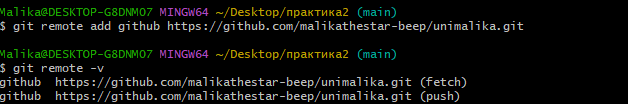 Malika@DESKTOP-G8DNM07 MINGW64 ~/Desktop/практика2 (main)
$ git remote add github https://github.com/malikathestar-beep/unimalika.git
Malika@DESKTOP-G8DNM07 MINGW64 ~/Desktop/практика2 (main)
$ git remote -v
github  https://github.com/malikathestar-beep/unimalika.git (fetch)
github  https://github.com/malikathestar-beep/unimalika.git (push)